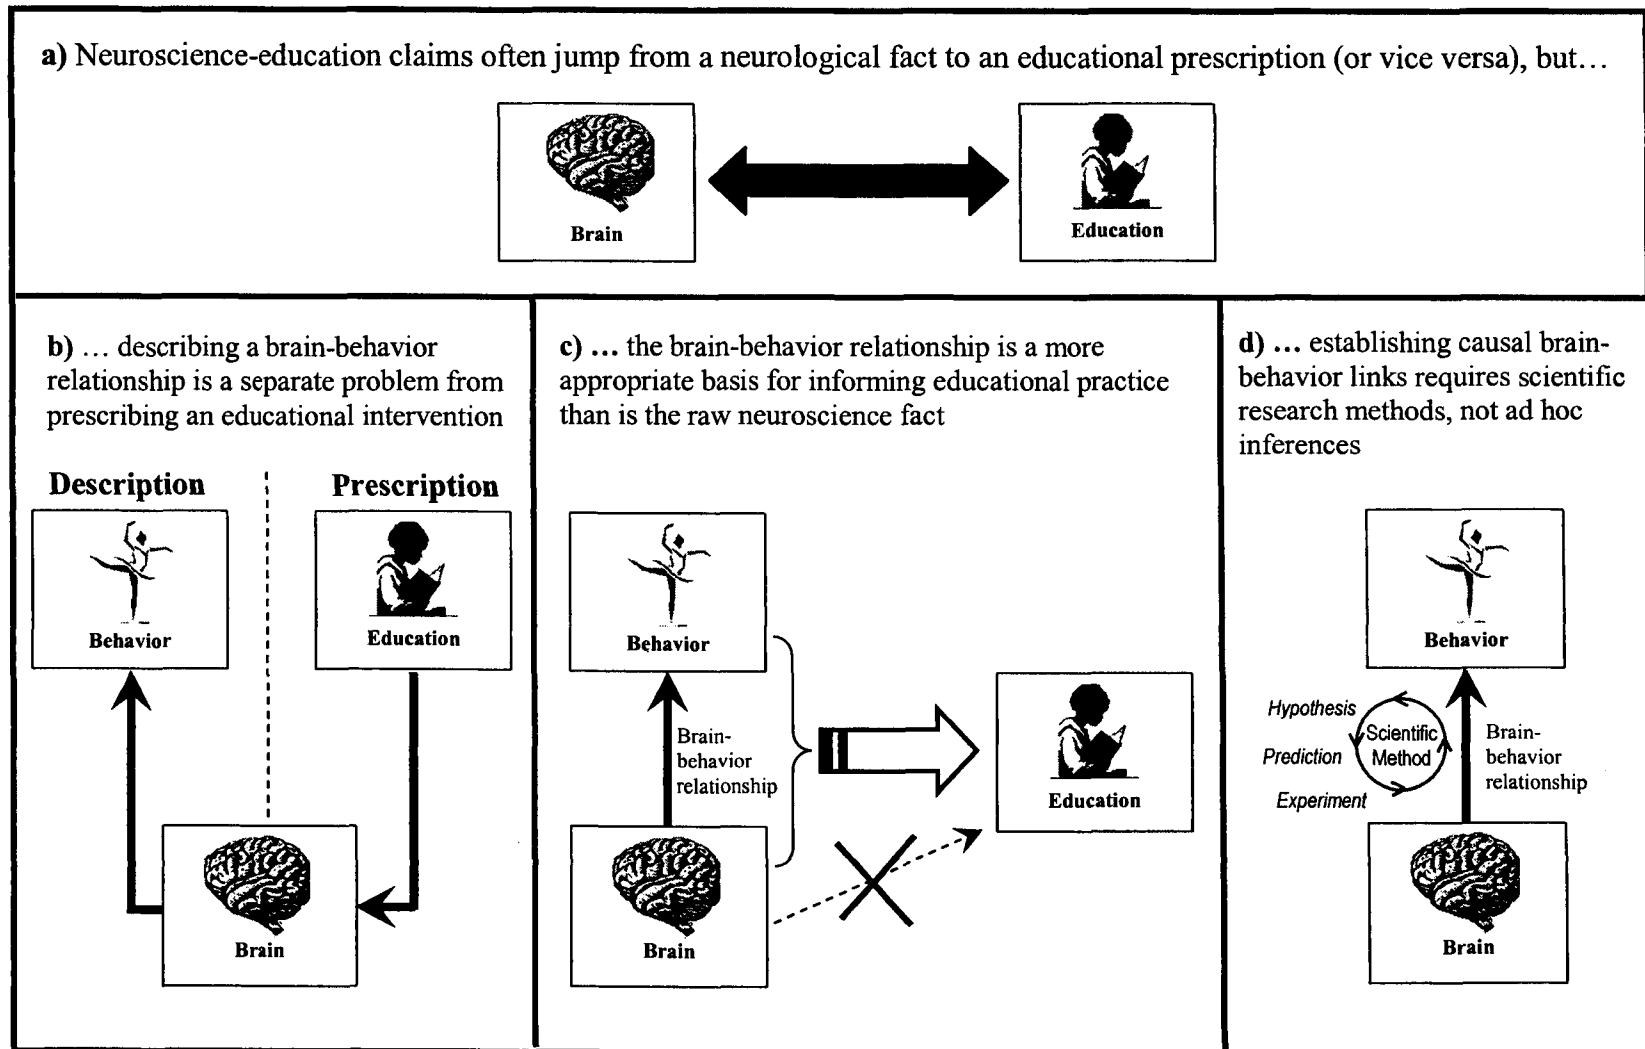 a) Neuroscience-education claims often jump from a neurological fact to an educational prescription (or vice versa), but…
Brain
Education
b) … describing a brain-behavior
relationship is a separate problem from
prescribing an educational intervention
Description
Prescription
Behavior
Education
Brain
c) … the brain-behavior relationship is a more
appropriate basis for informing educational practice
than is the raw neuroscience fact
Behavior
Brain-
behavior
relationship
Education
Brain
d) … establishing causal brain-
behavior links requires scientific
research methods, not ad hoc
inferences
Behavior
Hypothesis
Prediction
Experiment
Scientific
Method
Brain-
behavior
relationship
Brain